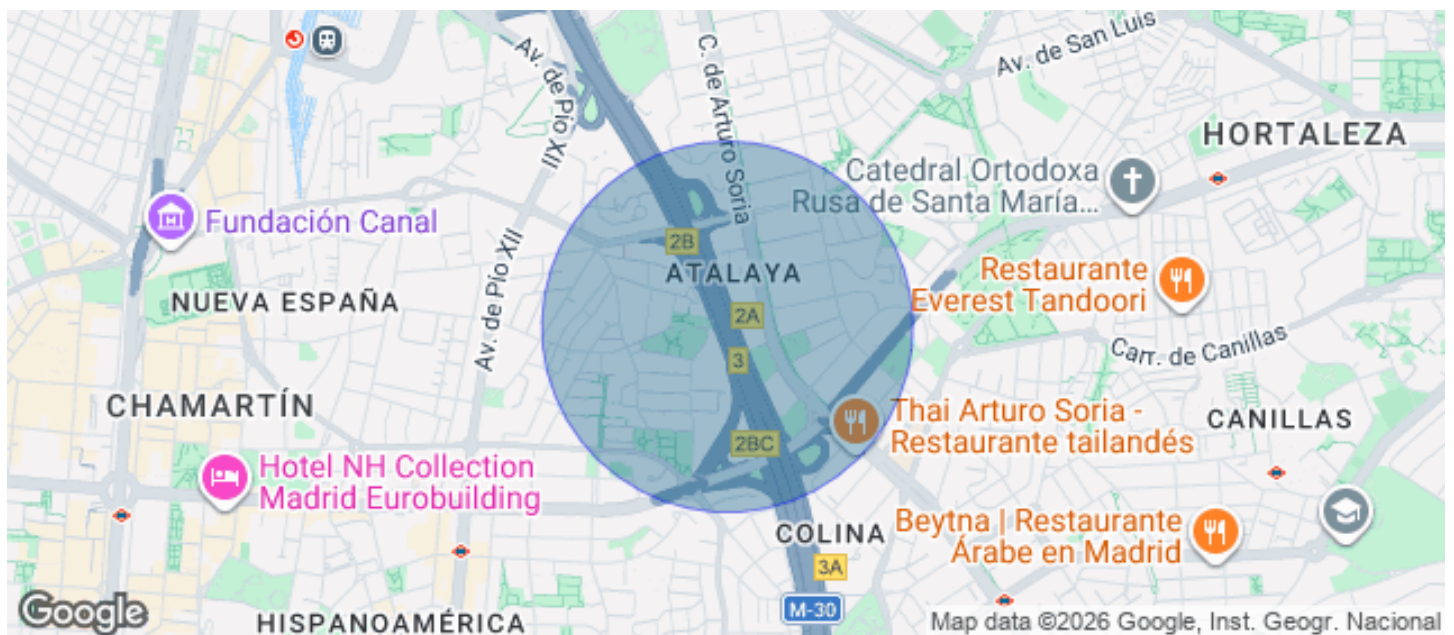 Av. de Pío XII
C. de Arturo Soria
Av. de San Luis
HORTALEZA
Catedral Ortodoxa
Rusa de Santa María...
Fundación Canal
2B
ATALAYA
Restaurante
Everest Tandoori
NUEVA ESPAÑA
Av. de Pío XII
2A
3
Carr. de Canillas
CHAMARTÍN
Thai Arturo Soria -
Restaurante tailandés
CANILLAS
2BC
Hotel NH Collection
Madrid Eurobuilding
COLINA
Beytna | Restaurante
Árabe en Madrid
3A
M-30
HISPANOAMÉRICA
Google
Map data ©2026 Google, Inst. Geogr. Nacional